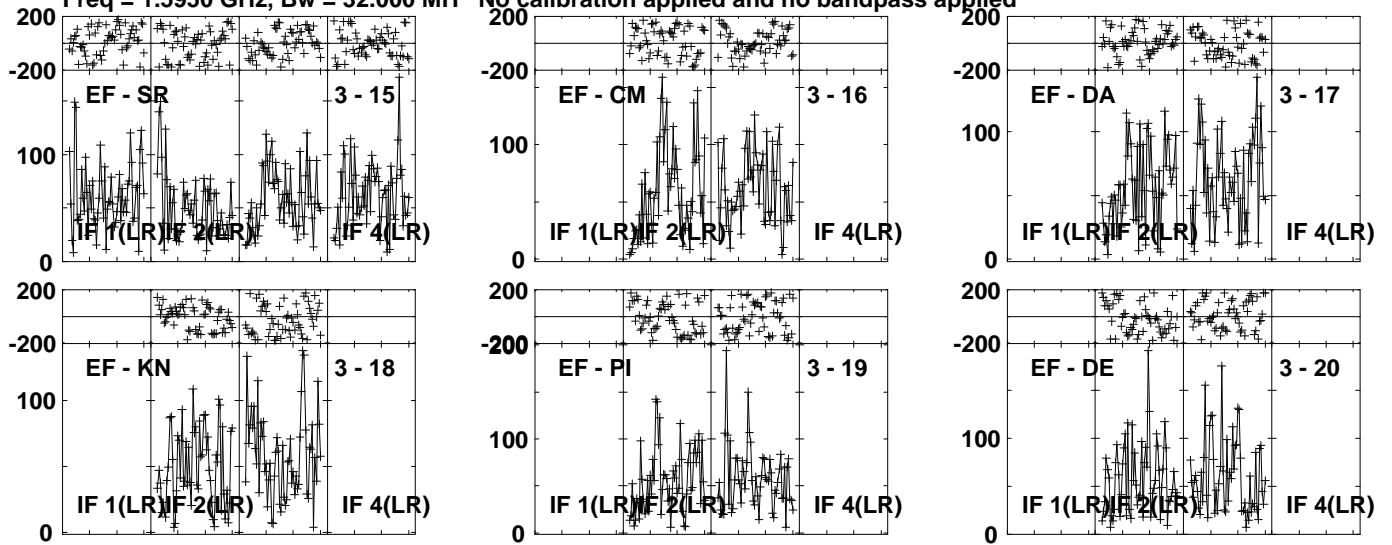 Freq = 1.5950 GHz, Bw = 32.000 MH No calibration applied and no bandpass applied
200
-200
100
0
EF - SR 3 - 15
IF 1(LR) IF 2(LR) IF 4(LR)
200
-200
100
0
EF - CM 3 - 16
IF 1(LR) IF 2(LR) IF 4(LR)
200
-200
100
0
EF - DA 3 - 17
IF 1(LR) IF 2(LR) IF 4(LR)
200
-200
100
0
EF - KN 3 - 18
IF 1(LR) IF 2(LR) IF 4(LR)
200
-200
200
100
0
EF - PI 3 - 19
IF 1(LR) IF 2(LR) IF 4(LR)
200
-200
100
0
EF - DE 3 - 20
IF 1(LR) IF 2(LR) IF 4(LR)